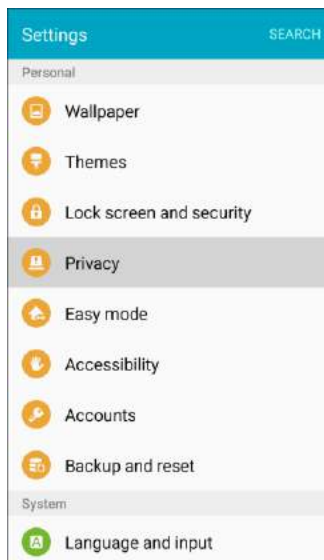 Settings SEARCH
Personal
Wallpaper
Themes
Lock screen and security
Privacy
Easy mode
Accessibility
Accounts
Backup and reset
System
A Language and input